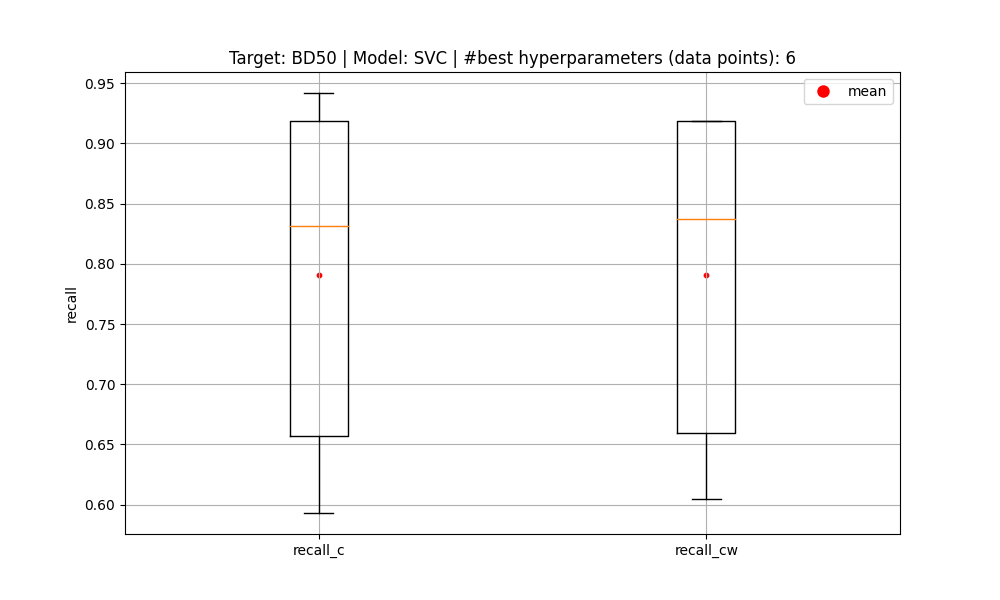 Target: BD50 | Model: SVC | #best hyperparameters (data points): 6
mean
recall
0.95
0.90
0.85
0.80
0.75
0.70
0.65
0.60
recall_c
recall_cw